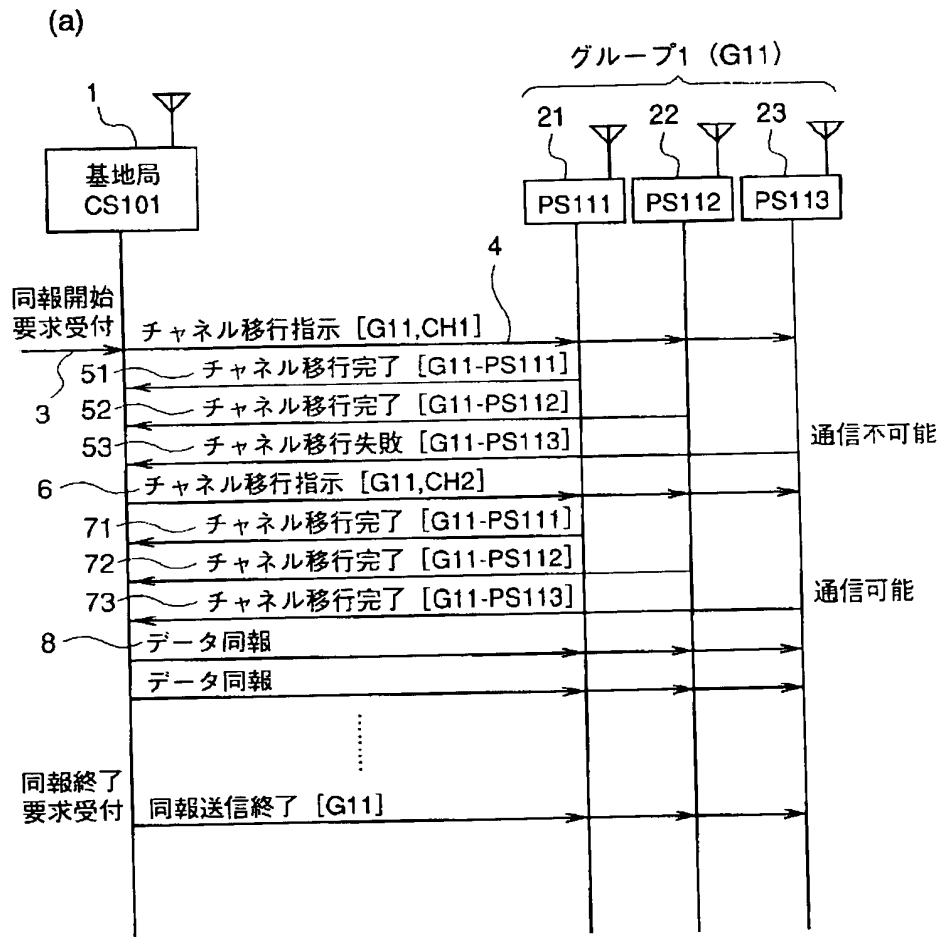 (a)
グループ1（G11）
1
21
22
23
基地局
CS101
PS111
PS112
PS113
4
同報開始
要求受付
チャネル移行指示 [G11,CH1]
3
51
チャネル移行完了 [G11-PS111]
52
チャネル移行完了 [G11-PS112]
53
チャネル移行失敗 [G11-PS113]
通信不可能
6
チャネル移行指示 [G11,CH2]
71
チャネル移行完了 [G11-PS111]
72
チャネル移行完了 [G11-PS112]
73
チャネル移行完了 [G11-PS113]
通信可能
8
データ同報
データ同報
同報終了
要求受付
同報送信終了 [G11]